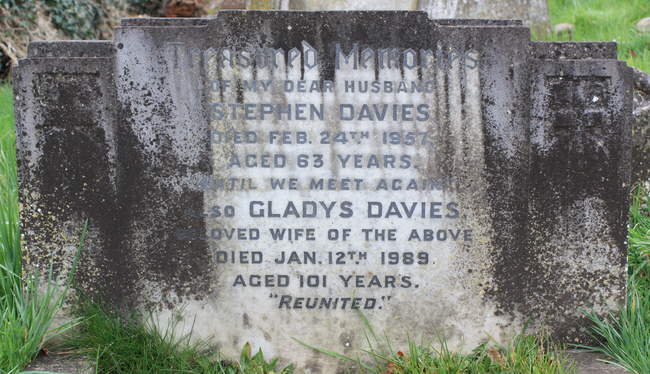 Treasured Memories
OF MY DEAR HUSBAND
STEPHEN DAVIES
DIED FEB. 24TH 1957.
AGED 63 YEARS.
UNTIL WE MEET AGAIN.
ALSO GLADYS DAVIES
BELOVED WIFE OF THE ABOVE
DIED JAN. 12TH 1989.
AGED 101 YEARS.
"REUNITED."